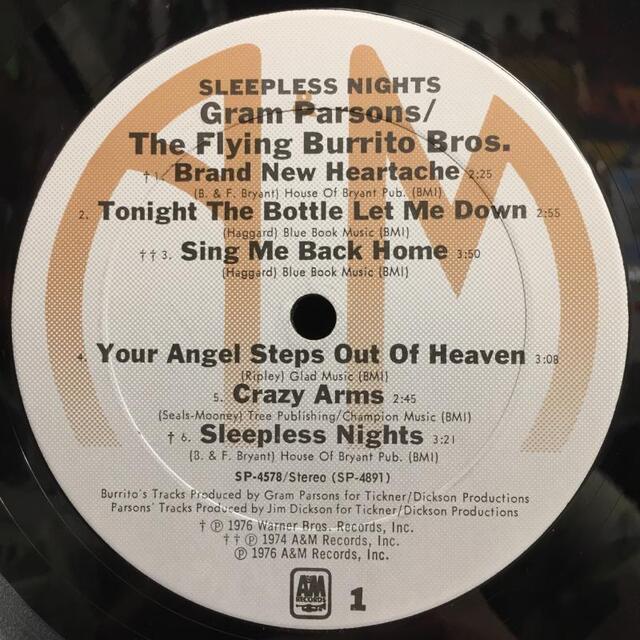 SLEEPLESS NIGHTS
Gram Parsons/
The Flying Burrito Bros.
† 1. Brand New Heartache 2:25
(B. & F. Bryant) House Of Bryant Pub. (BMI)
2. Tonight The Bottle Let Me Down 2:55
(Haggard) Blue Book Music (BMI)
†† 3. Sing Me Back Home 3:50
(Haggard) Blue Book Music (BMI)
4. Your Angel Steps Out Of Heaven 3:08
(Ripley) Glad Music (BMI)
5. Crazy Arms 2:45
(Seals-Mooney) Tree Publishing/Champion Music (BMI)
† 6. Sleepless Nights 3:21
(B. & F. Bryant) House Of Bryant Pub. (BMI)
SP-4578/Stereo (SP-4891)
Burrito's Tracks Produced by Gram Parsons for Tickner/Dickson Productions
Parsons' Tracks Produced by Jim Dickson for Tickner/Dickson Productions
† ℗ 1976 Warner Bros. Records, Inc.
†† ℗ 1974 A&M Records, Inc.
℗ 1976 A&M Records, Inc.
A&M
RECORDS
1